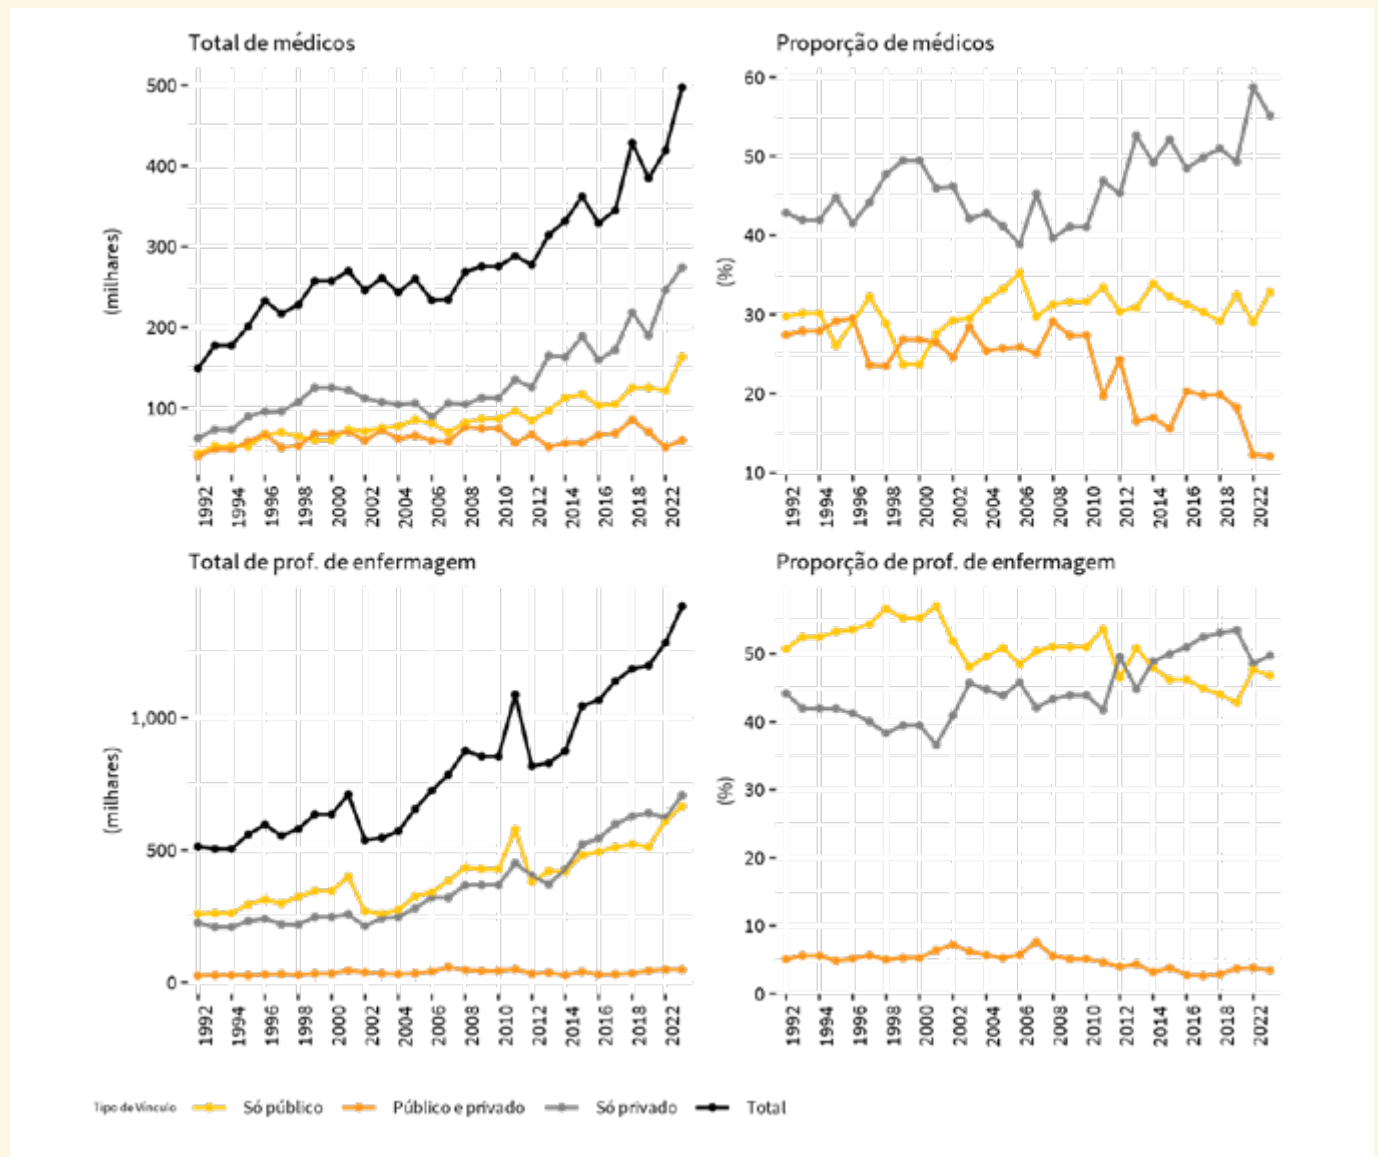 Total de médicos
500
400
300
200
100
(milhares)
1992 1994 1996 1998 2000 2002 2004 2006 2008 2010 2012 2014 2016 2018 2022
Proporção de médicos
60
50
40
30
20
10
(%)
1992 1994 1996 1998 2000 2002 2004 2006 2008 2010 2012 2014 2016 2018 2022
Total de prof. de enfermagem
1,000
500
0
(milhares)
1992 1994 1996 1998 2000 2002 2004 2006 2008 2010 2012 2014 2016 2018 2022
Proporção de prof. de enfermagem
50
40
30
20
10
0
(%)
1992 1994 1996 1998 2000 2002 2004 2006 2008 2010 2012 2014 2016 2018 2022
Tipo de Vínculo Só público Público e privado Só privado Total